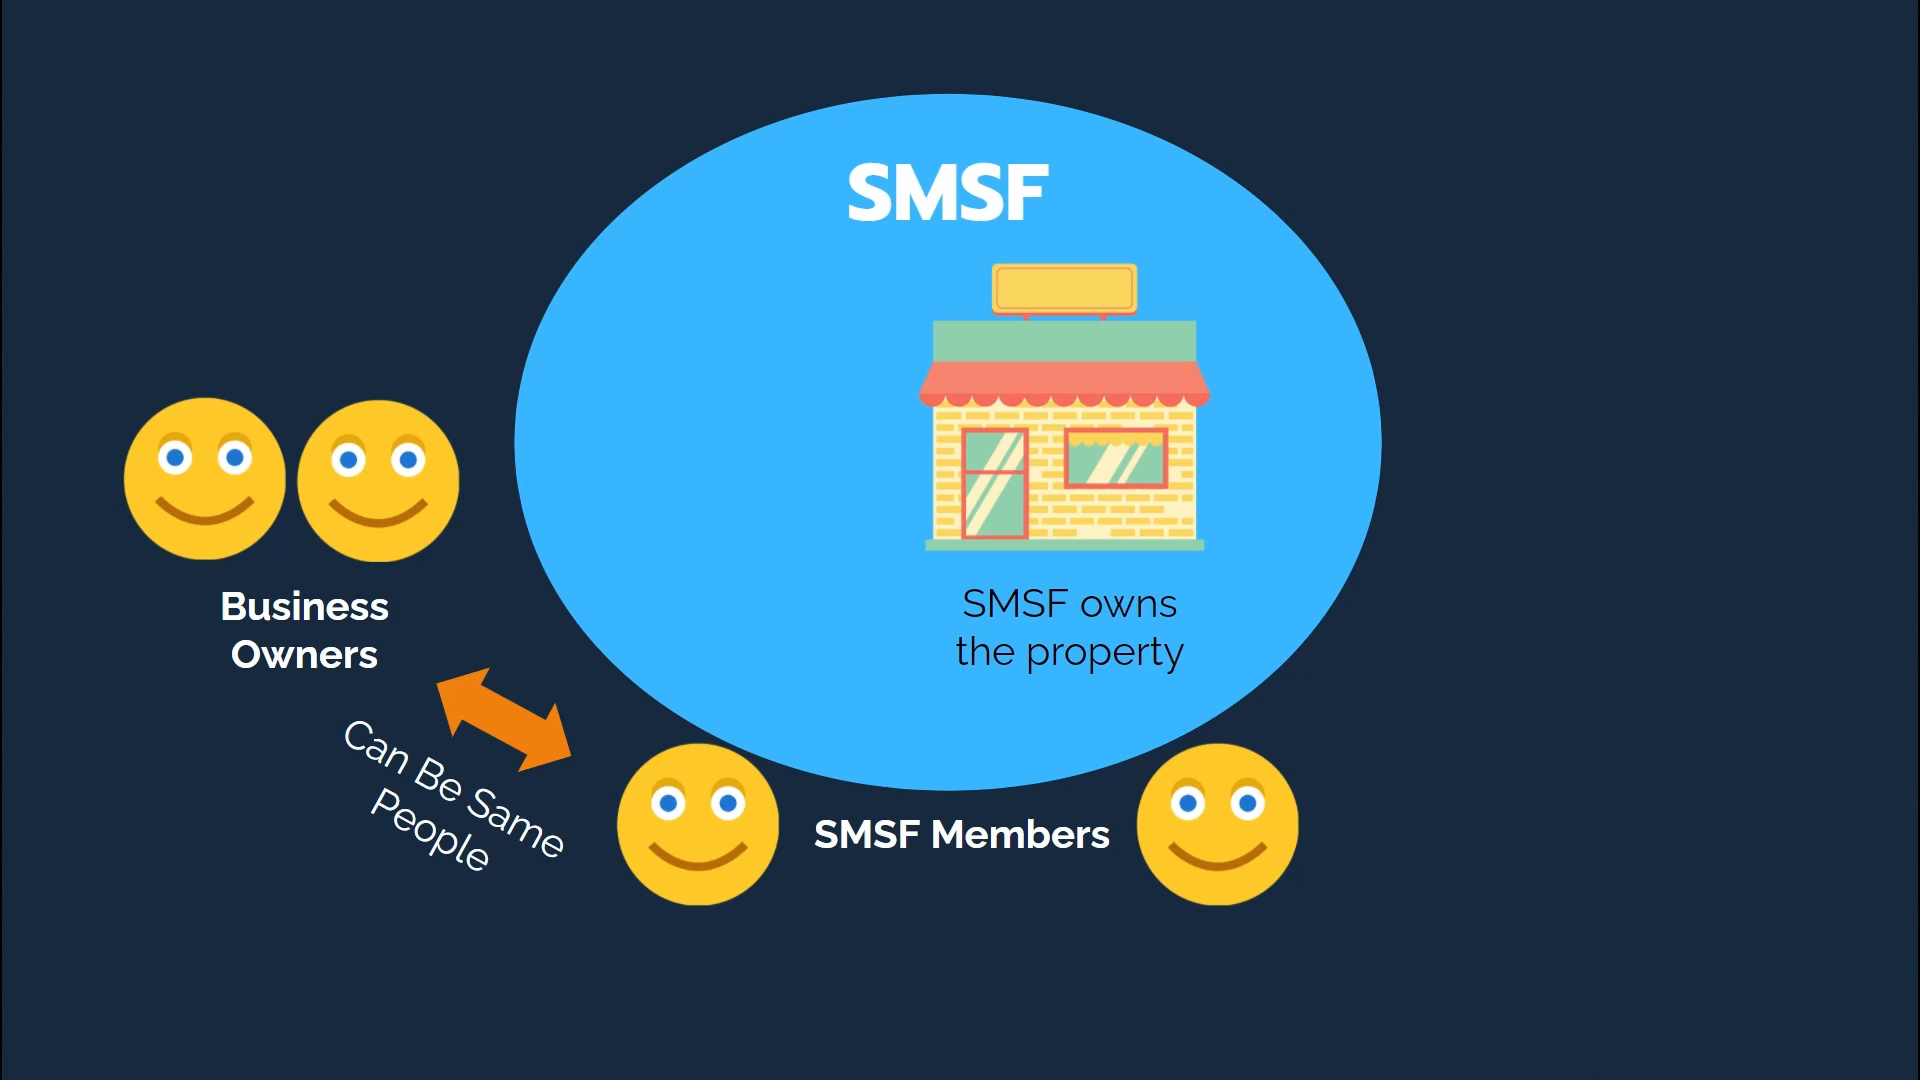 SMSF
SMSF owns
the property
Business
Owners
Can Be Same
People
SMSF Members